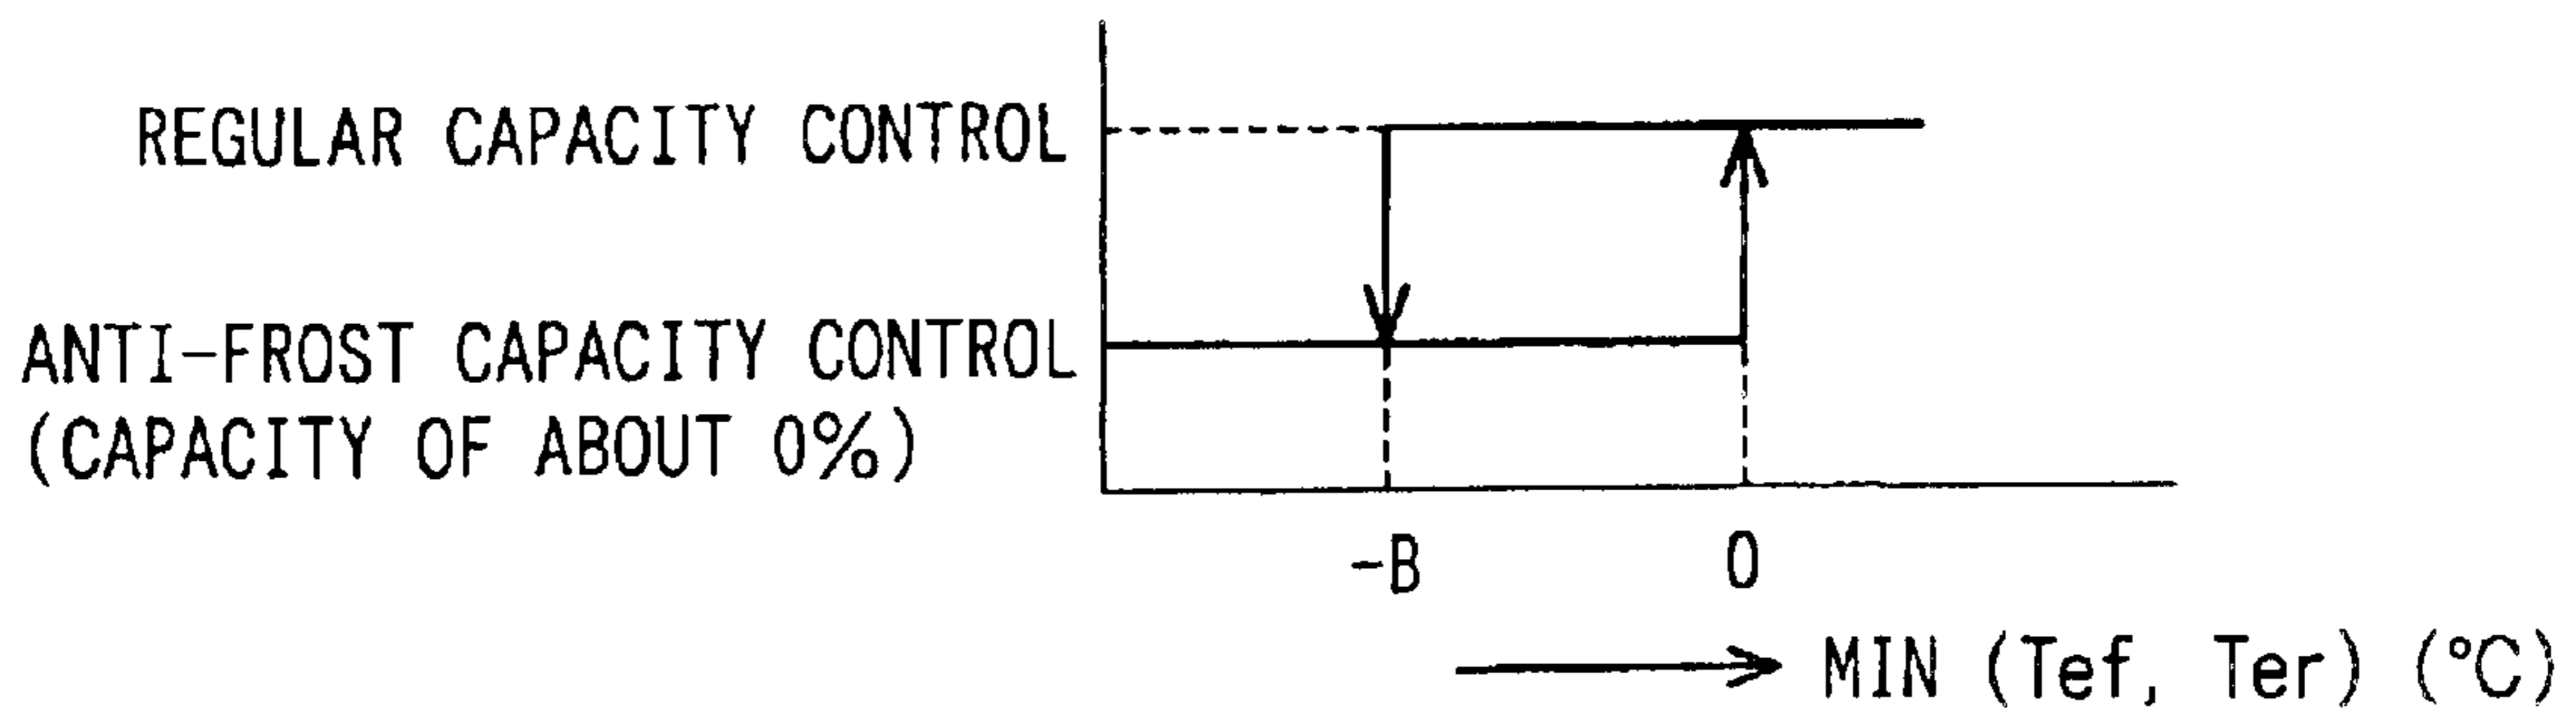 REGULAR CAPACITY CONTROL
ANTI-FROST CAPACITY CONTROL
(CAPACITY OF ABOUT 0%)
-B
0
MIN (Tef, Ter) (°C)